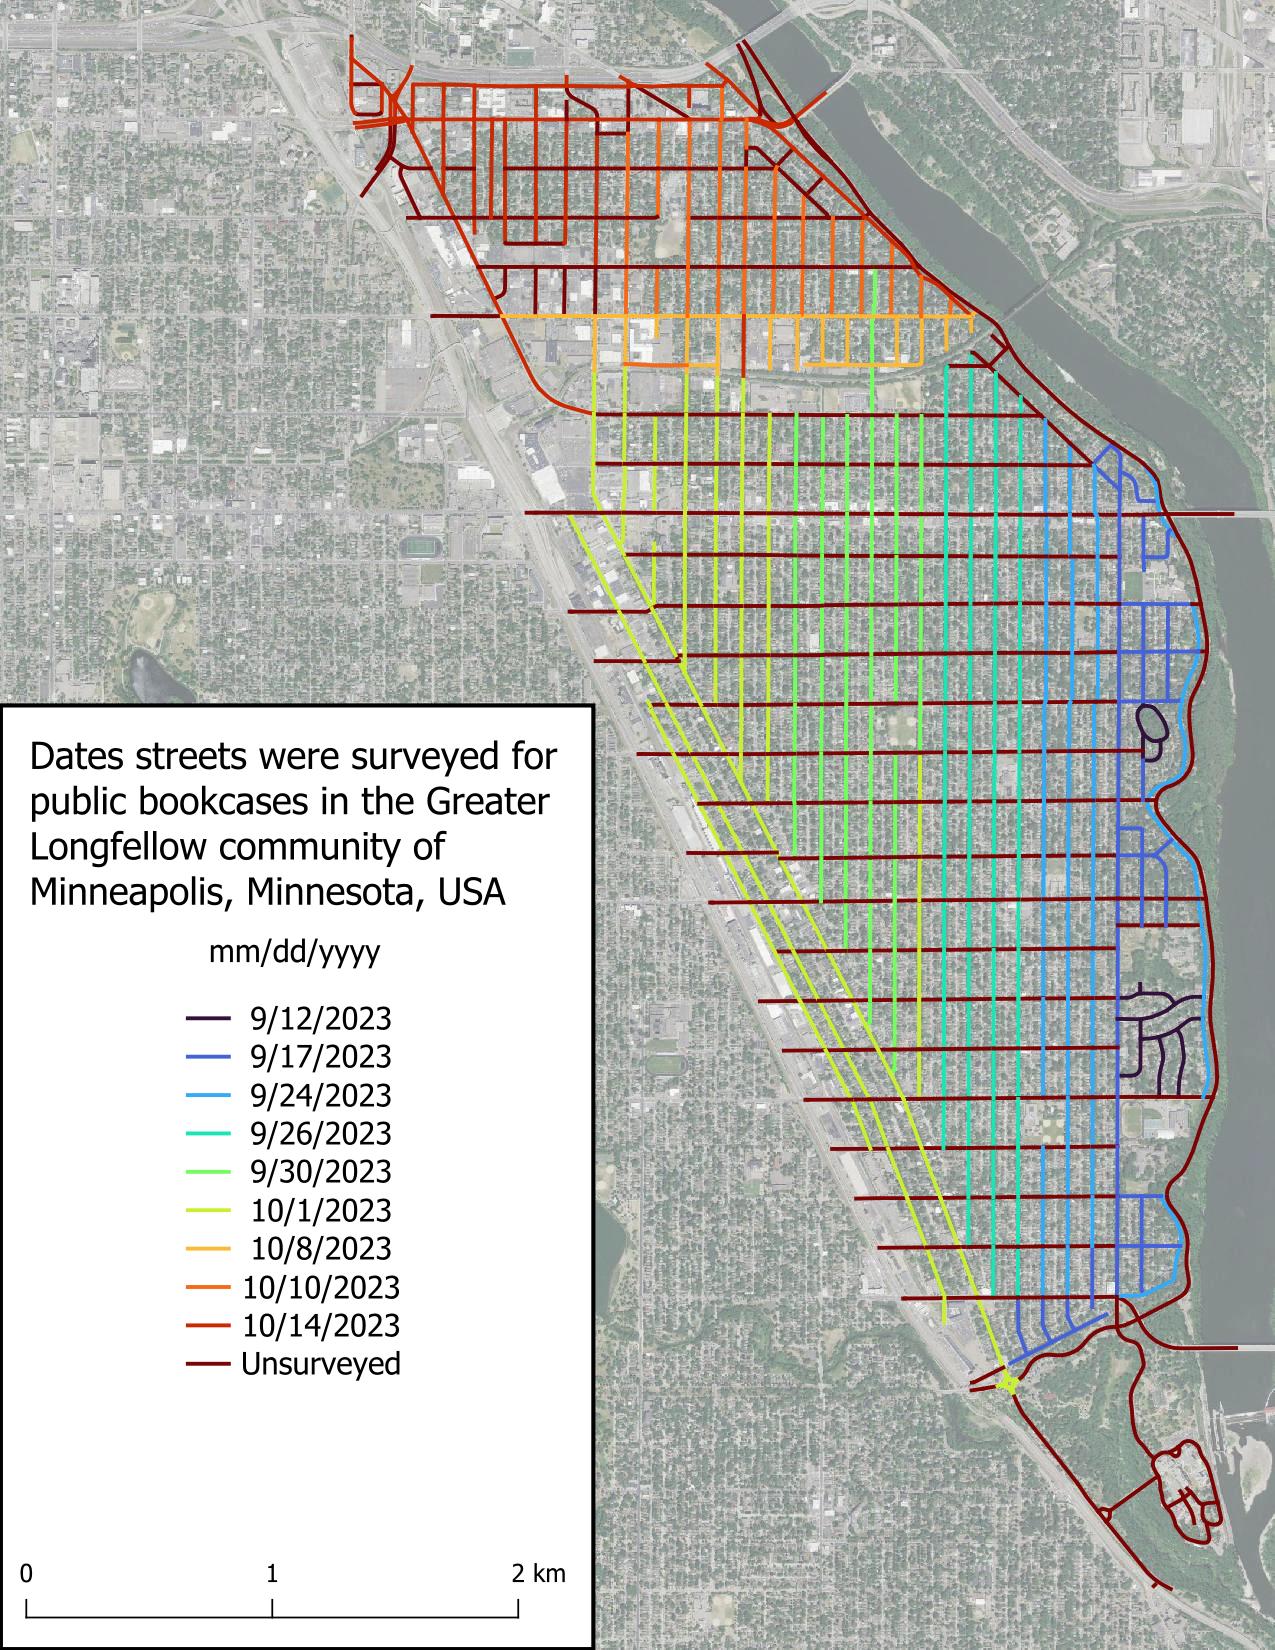 Dates streets were surveyed for
public bookcases in the Greater
Longfellow community of
Minneapolis, Minnesota, USA
mm/dd/yyyy
9/12/2023
9/17/2023
9/24/2023
9/26/2023
9/30/2023
10/1/2023
10/8/2023
10/10/2023
10/14/2023
Unsurveyed
0 1 2 km